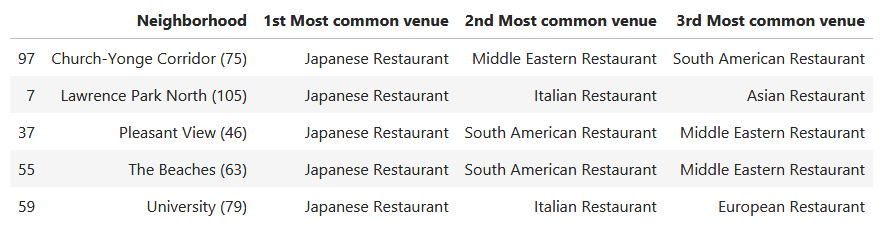 Neighborhood 1st Most common venue 2nd Most common venue 3rd Most common venue
97 Church-Yonge Corridor (75) Japanese Restaurant Middle Eastern Restaurant South American Restaurant
7 Lawrence Park North (105) Japanese Restaurant Italian Restaurant Asian Restaurant
37 Pleasant View (46) Japanese Restaurant South American Restaurant Middle Eastern Restaurant
55 The Beaches (63) Japanese Restaurant South American Restaurant Middle Eastern Restaurant
59 University (79) Japanese Restaurant Italian Restaurant European Restaurant